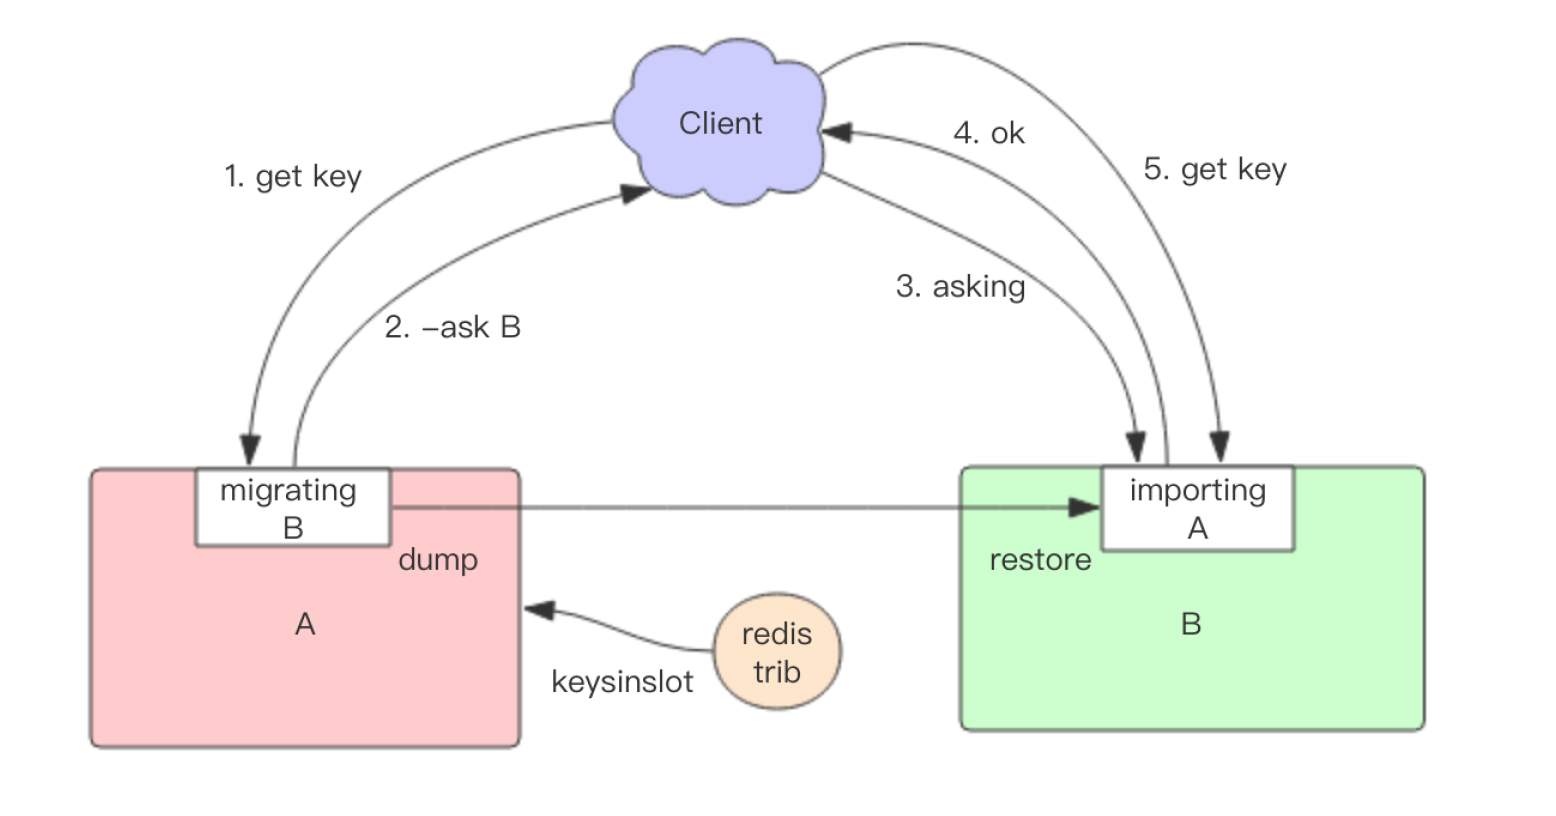 Client
1. get key
2. –ask B
3. asking
4. ok
5. get key
migrating
B
dump
A
importing
A
restore
B
redis
trib
keysinslot